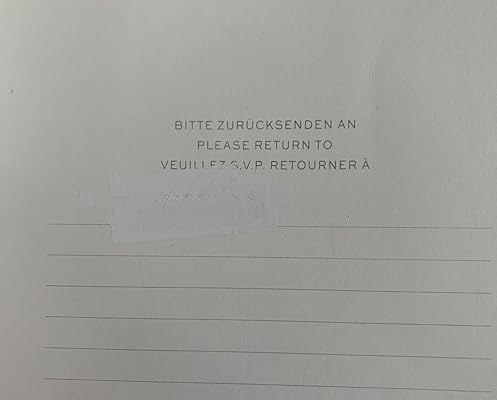 BITTE ZURÜCKSENDEN AN
PLEASE RETURN TO
VEUILLEZ S.V.P. RETOURNER À